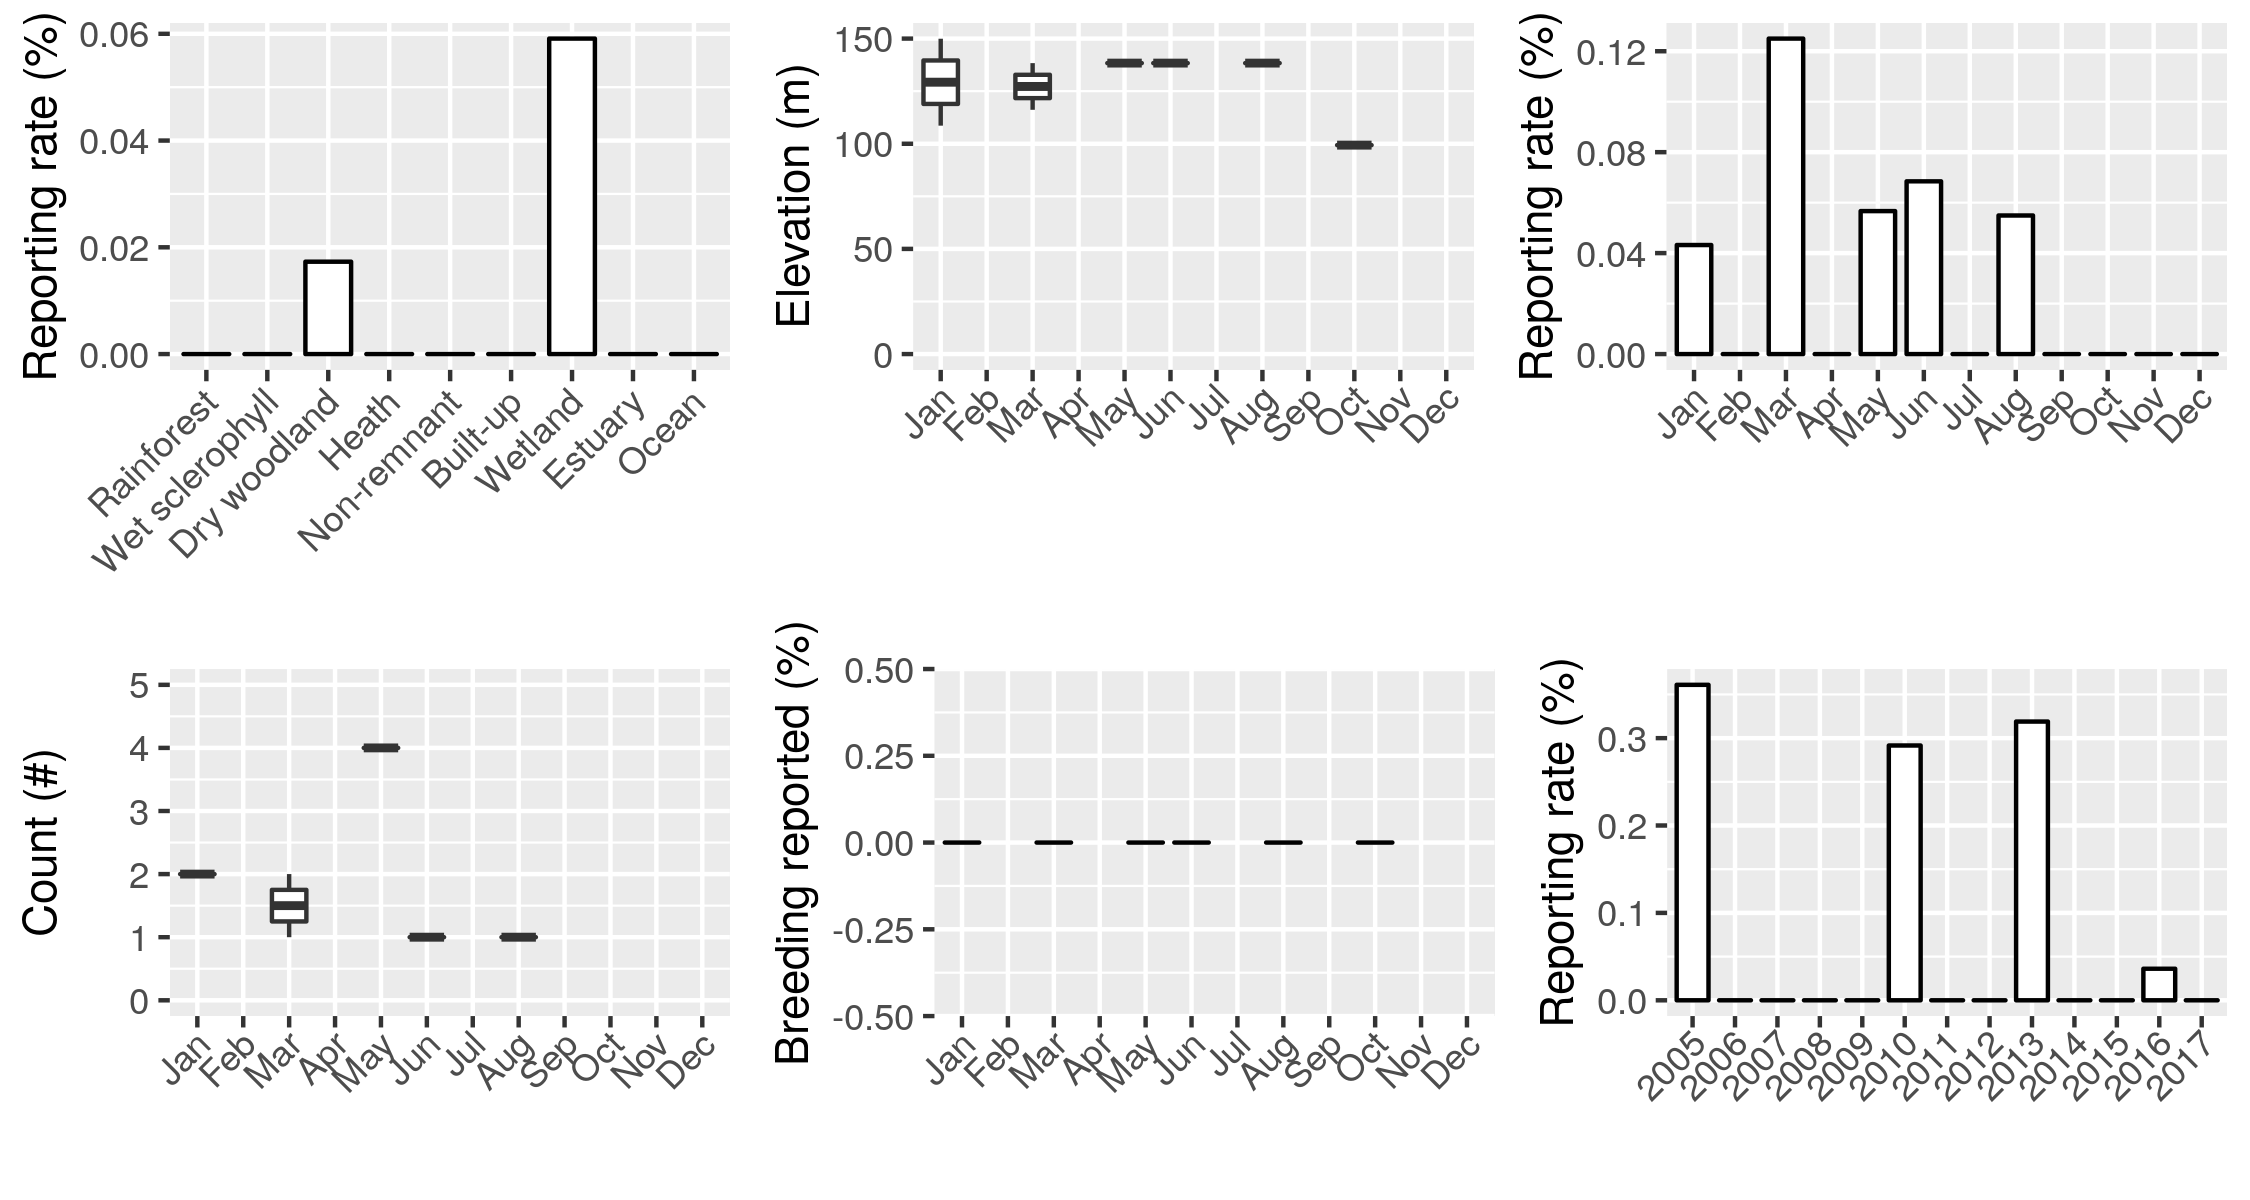 Reporting rate (%)
0.06
0.04
0.02
0.00
Rainforest
Wet sclerophyll
Dry woodland
Heath
Non-remnant
Built-up
Wetland
Estuary
Ocean
Elevation (m)
150
100
50
0
Jan
Feb
Mar
Apr
May
Jun
Jul
Aug
Sep
Oct
Nov
Dec
Reporting rate (%)
0.12
0.08
0.04
0.00
Jan
Feb
Mar
Apr
May
Jun
Jul
Aug
Sep
Oct
Nov
Dec
Count (#)
5
4
3
2
1
0
Jan
Feb
Mar
Apr
May
Jun
Jul
Aug
Sep
Oct
Nov
Dec
Breeding reported (%)
0.50
0.25
0.00
-0.25
-0.50
Jan
Feb
Mar
Apr
May
Jun
Jul
Aug
Sep
Oct
Nov
Dec
Reporting rate (%)
0.3
0.2
0.1
0.0
2005
2006
2007
2008
2009
2010
2011
2012
2013
2014
2015
2016
2017